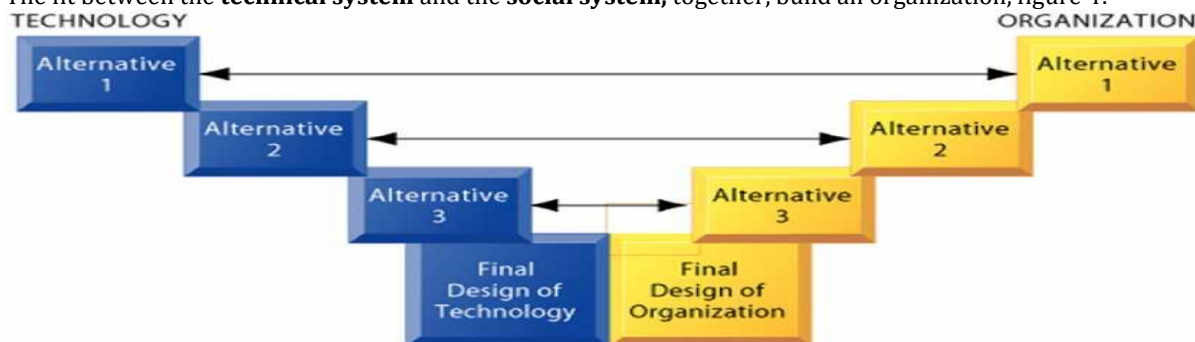 The fit between the technical system and the social system, together, build an organization, figure 1.
TECHNOLOGY ORGANIZATION
Alternative
1
Alternative
1
Alternative
2
Alternative
2
Alternative
3
Alternative
3
Final
Design of
Technology
Final
Design of
Organization